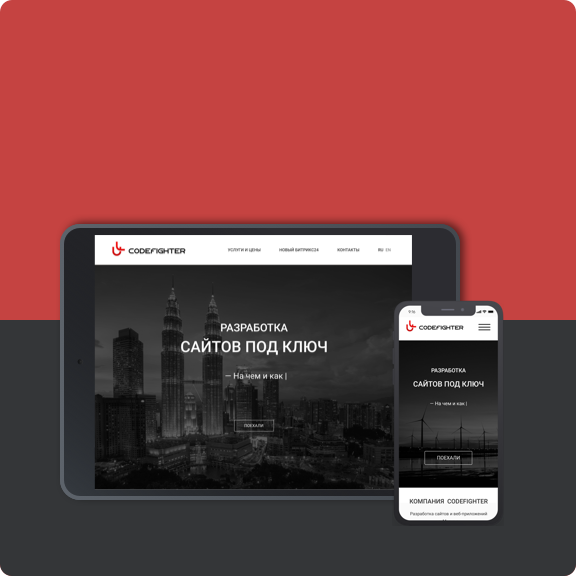 CODEFIGHTER
УСЛУГИ И ЦЕНЫ
НОВЫЙ БИТРИКС24
КОНТАКТЫ
RU EN
РАЗРАБОТКА
САЙТОВ ПОД КЛЮЧ
— На чем и как |
ПОЕХАЛИ
CODEFIGHTER
РАЗРАБОТКА
САЙТОВ ПОД КЛЮЧ
— На чем и как |
ПОЕХАЛИ
КОМПАНИЯ CODEFIGHTER
Разработка сайтов и веб-приложений